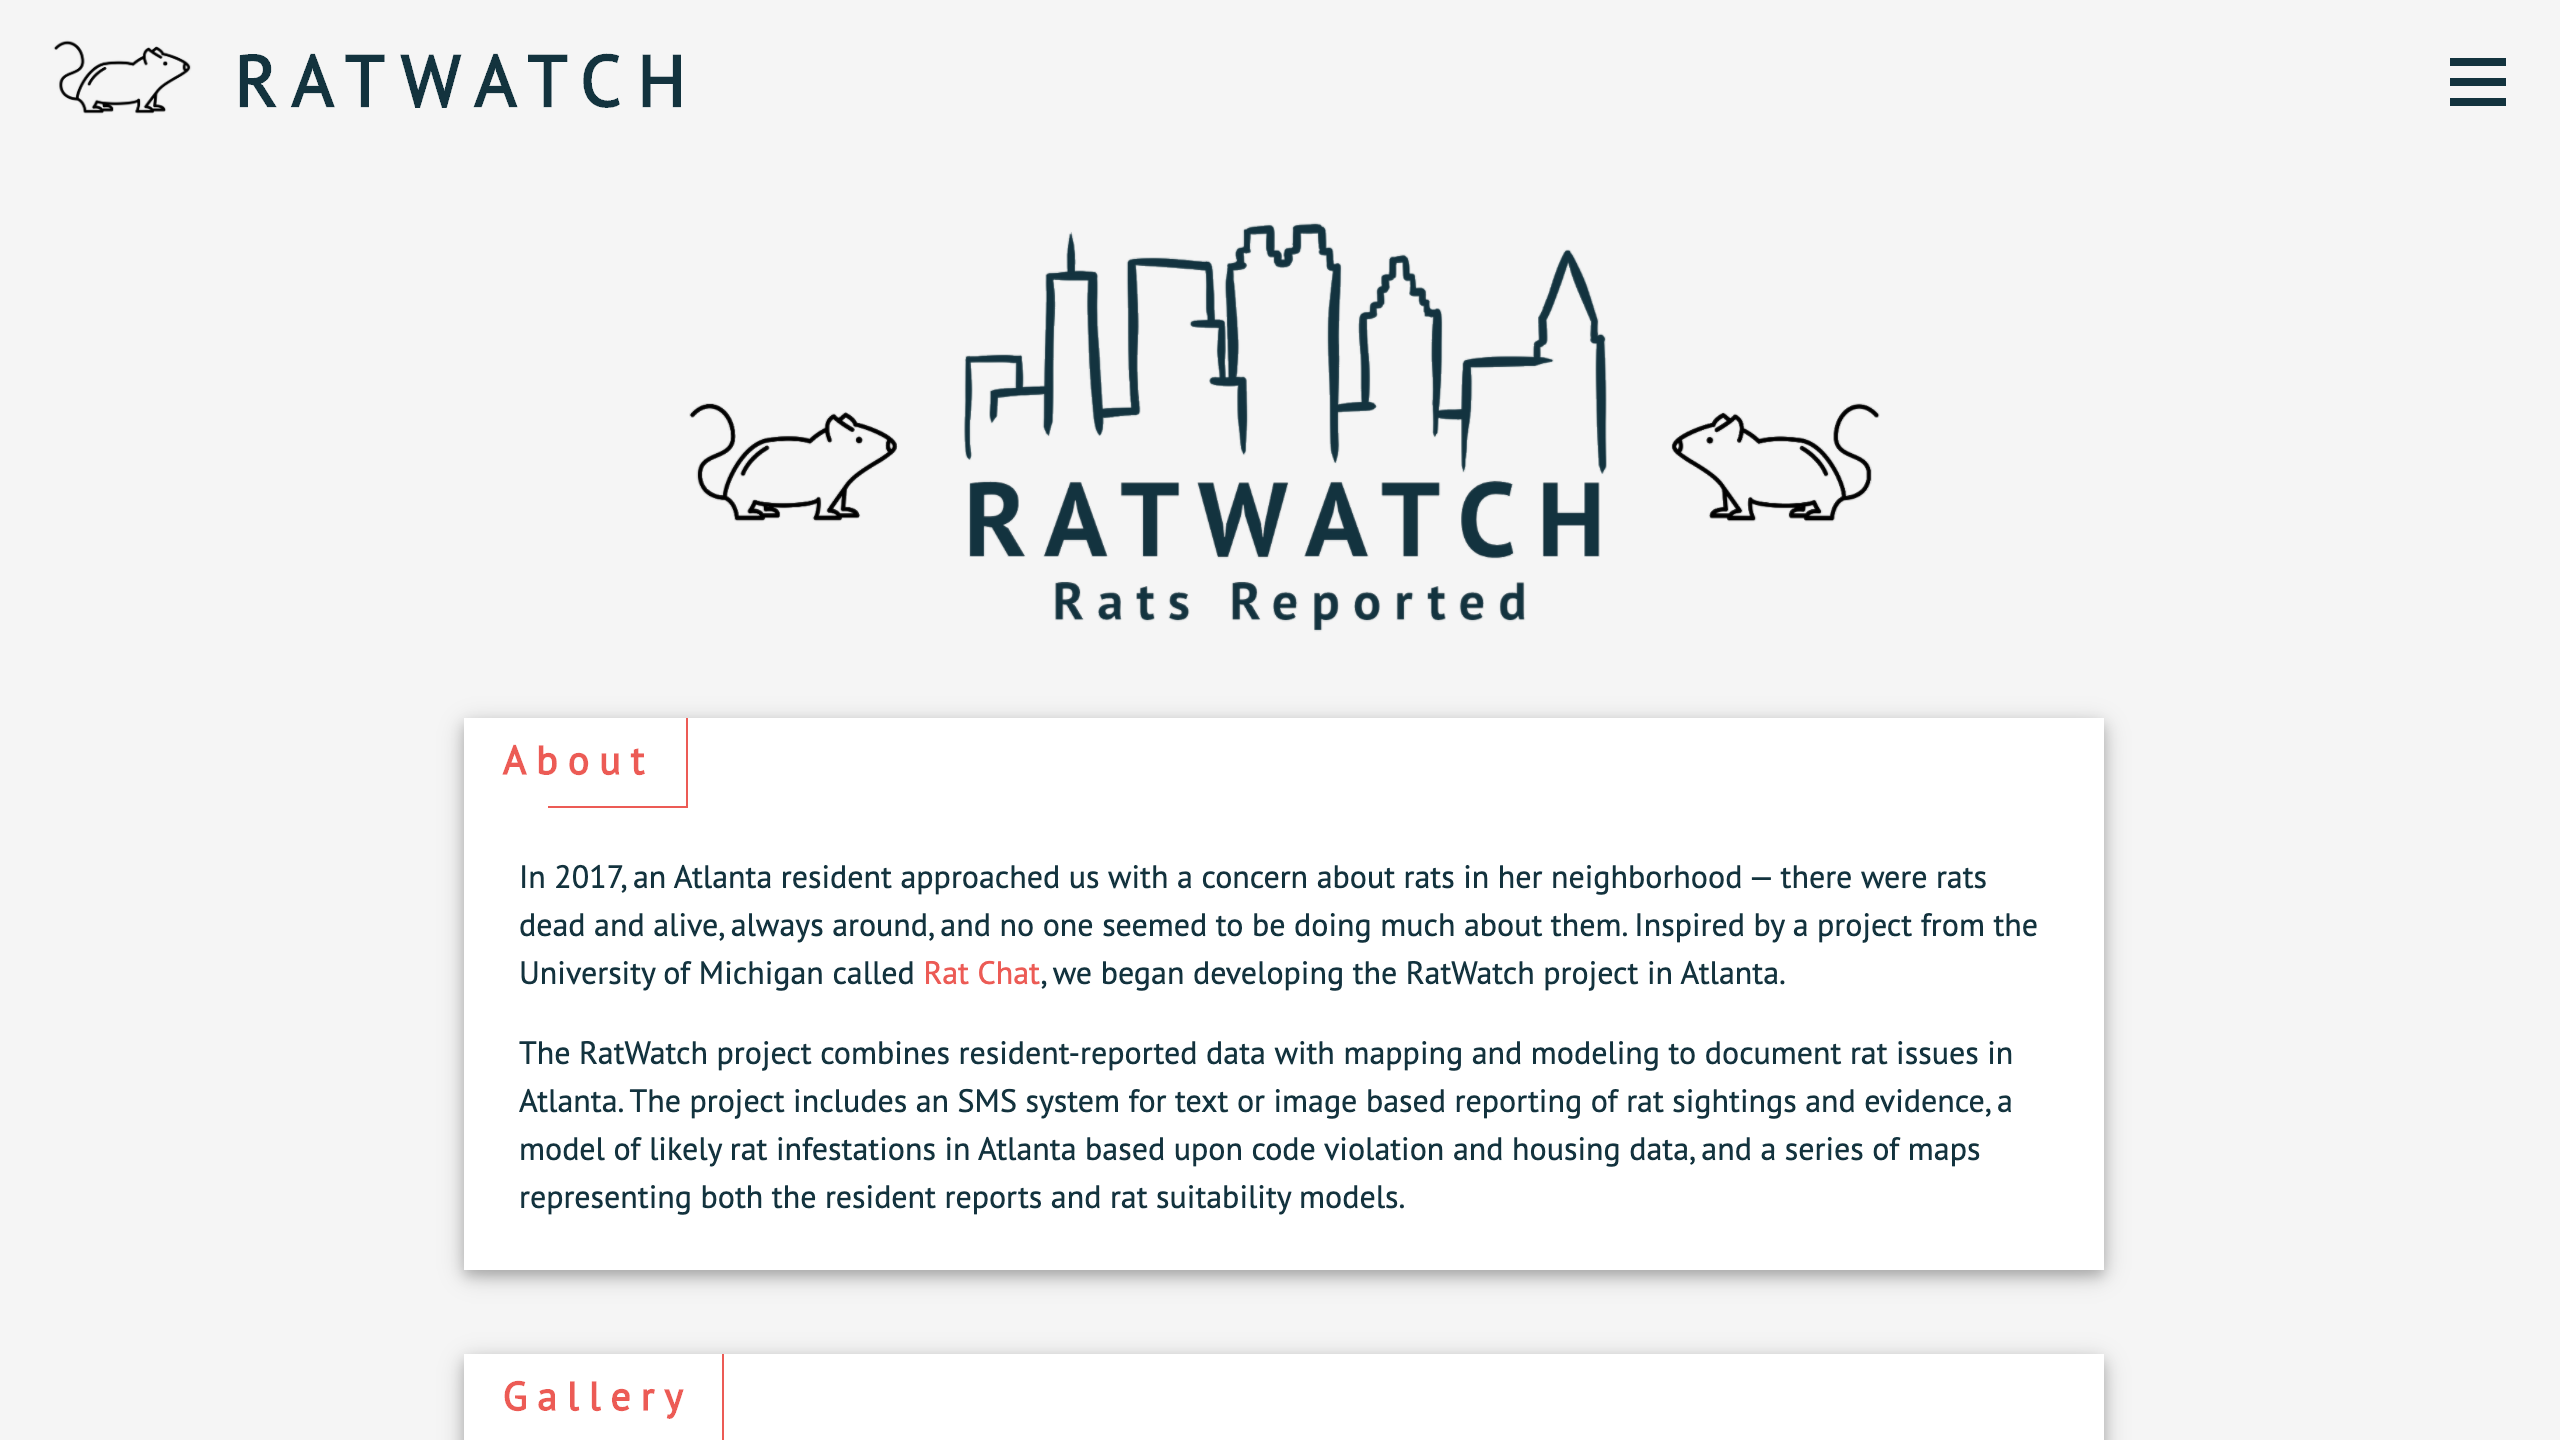 RATWATCH
RATWATCH
Rats Reported
About
In 2017, an Atlanta resident approached us with a concern about rats in her neighborhood — there were rats
dead and alive, always around, and no one seemed to be doing much about them. Inspired by a project from the
University of Michigan called Rat Chat, we began developing the RatWatch project in Atlanta.
The RatWatch project combines resident-reported data with mapping and modeling to document rat issues in
Atlanta. The project includes an SMS system for text or image based reporting of rat sightings and evidence, a
model of likely rat infestations in Atlanta based upon code violation and housing data, and a series of maps
representing both the resident reports and rat suitability models.
Gallery